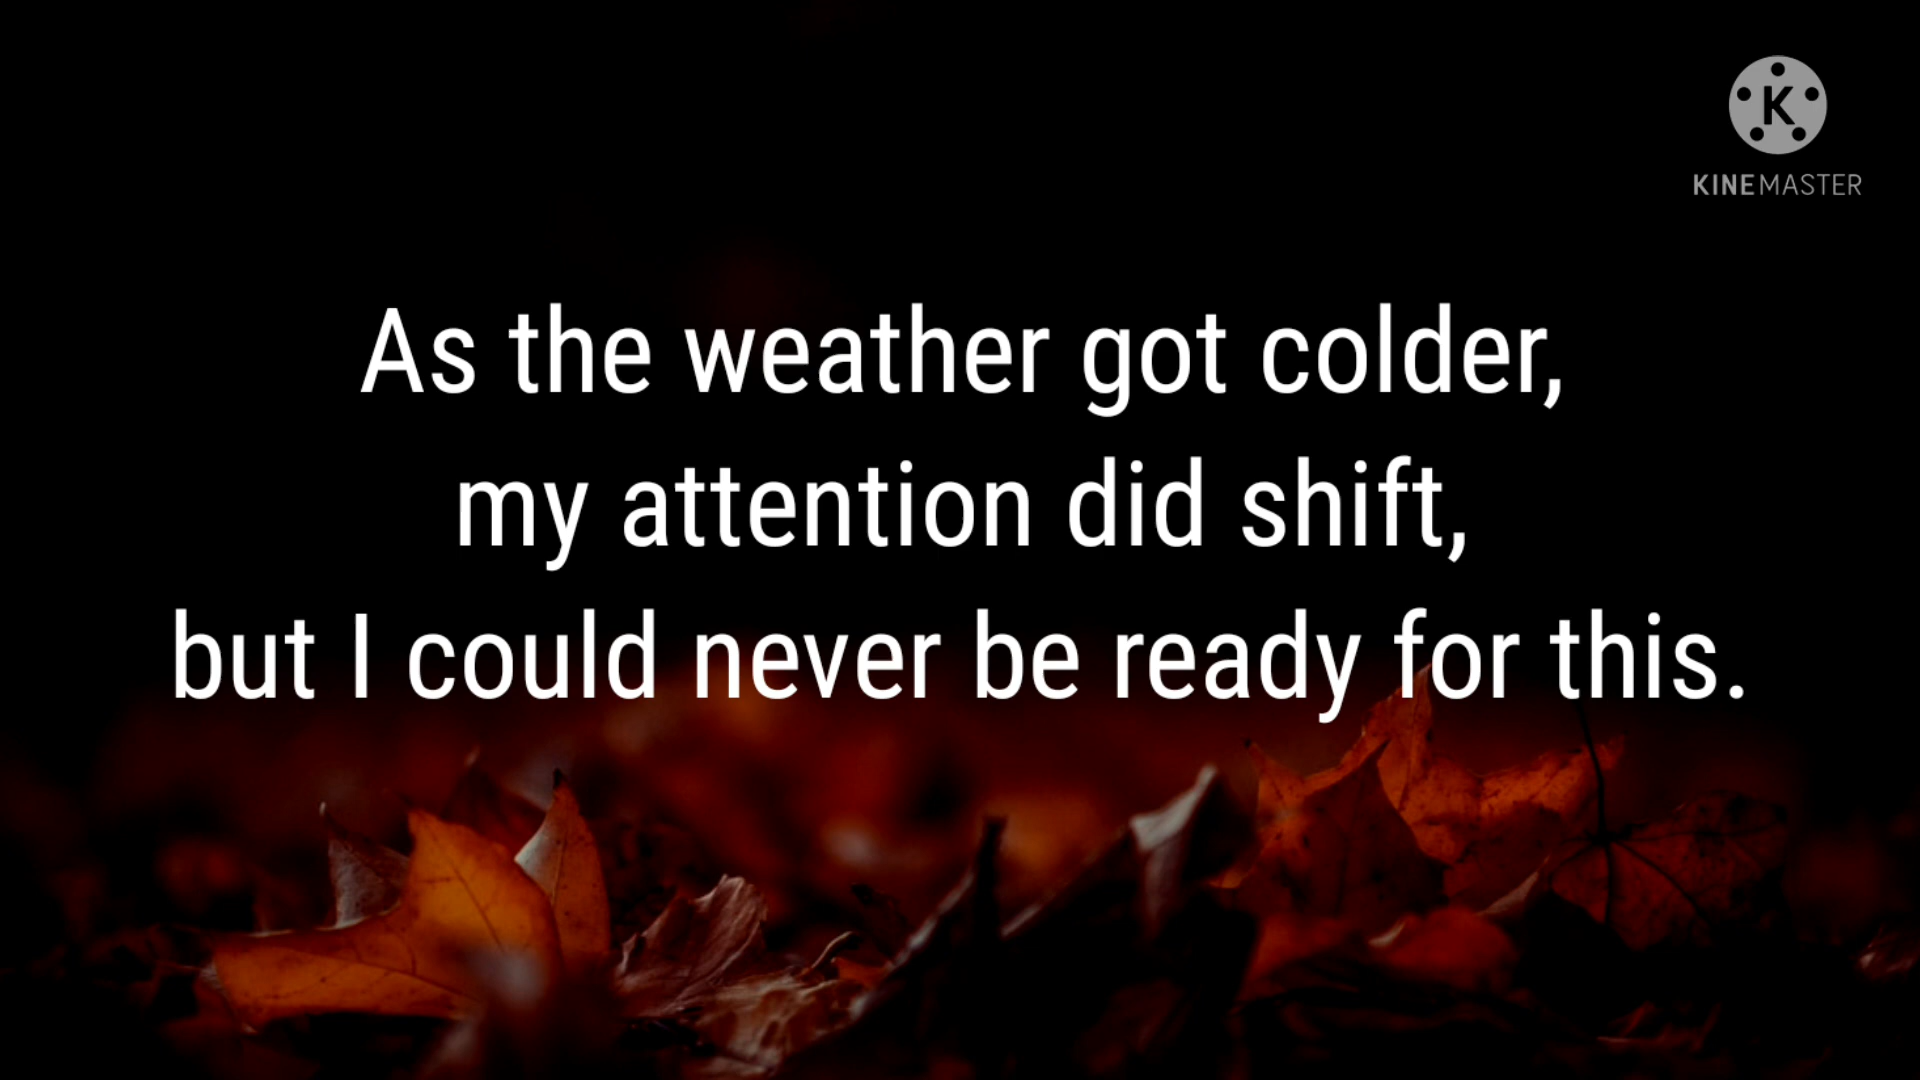 K
KINEMASTER
As the weather got colder,
my attention did shift,
but I could never be ready for this.